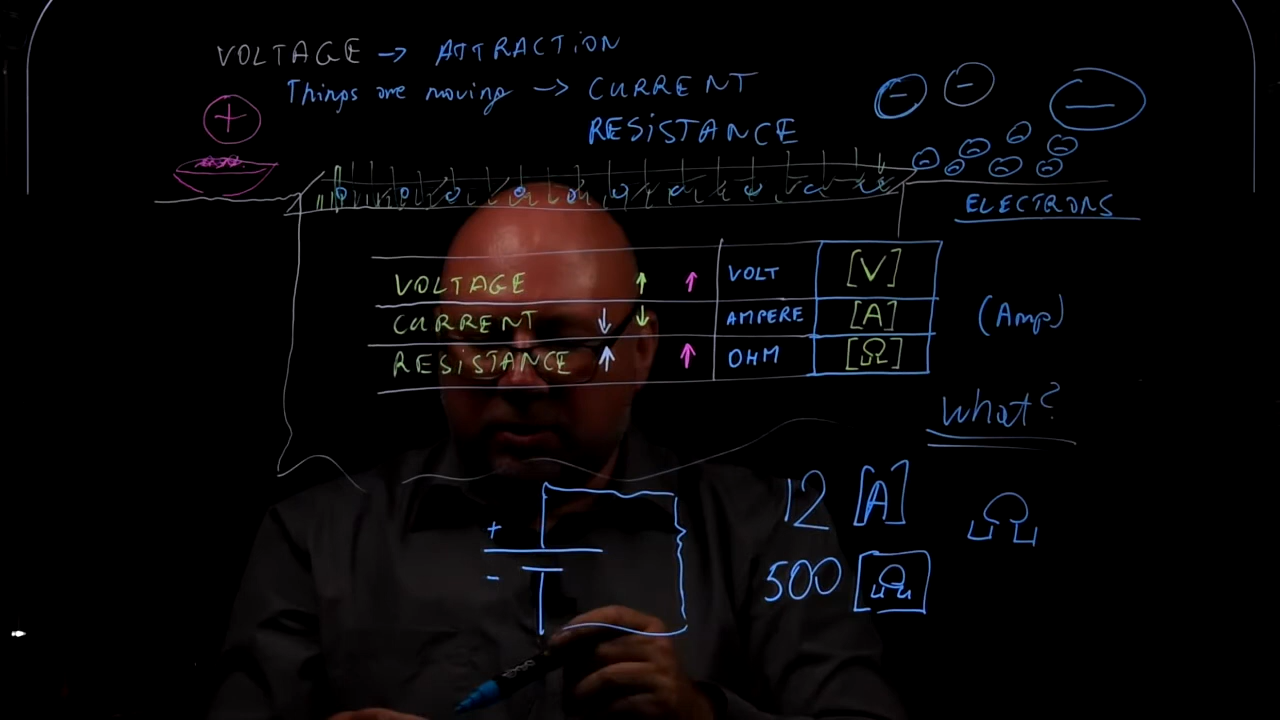 VOLTAGE → ATTRACTION
Things are moving → CURRENT
RESiSTANCE
+
− − −
− − − − − − −
ELECTRONS
VOLTAGE ↑ ↑ VOLT [V]
CURRENT ↓ ↓ AMPERE [A] (Amp)
RESiSTANCE ↑ ↑ OHM [Ω]
What?
12 [A] Ω
+
-
500 [Ω]